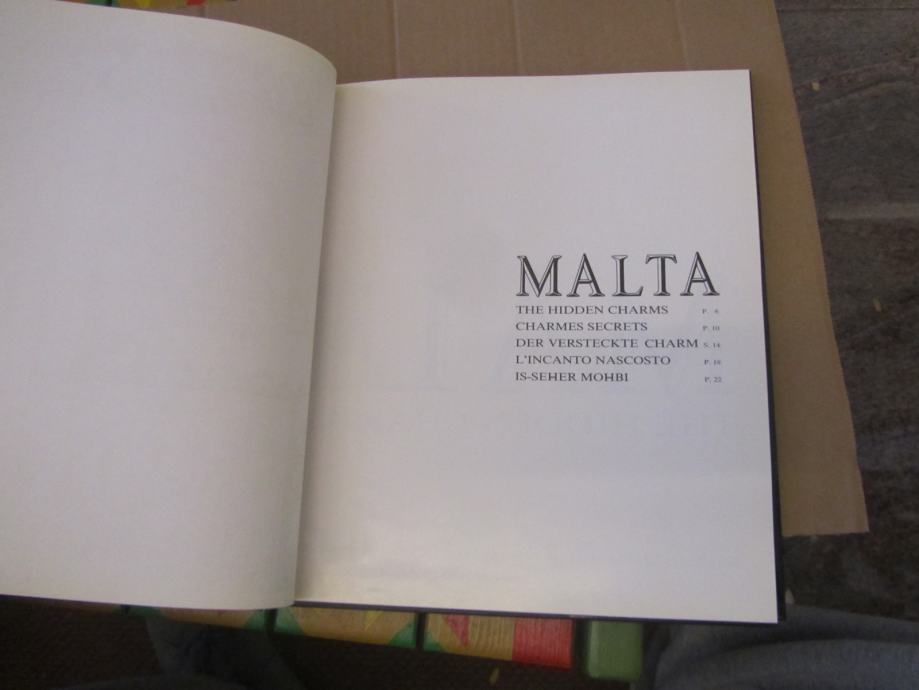 MALTA
THE HIDDEN CHARMS P. 6
CHARMES SECRETS P. 10
DER VERSTECKTE CHARM S. 14
L'INCANTO NASCOSTO P. 18
IS-SEHER MOHBI P. 22